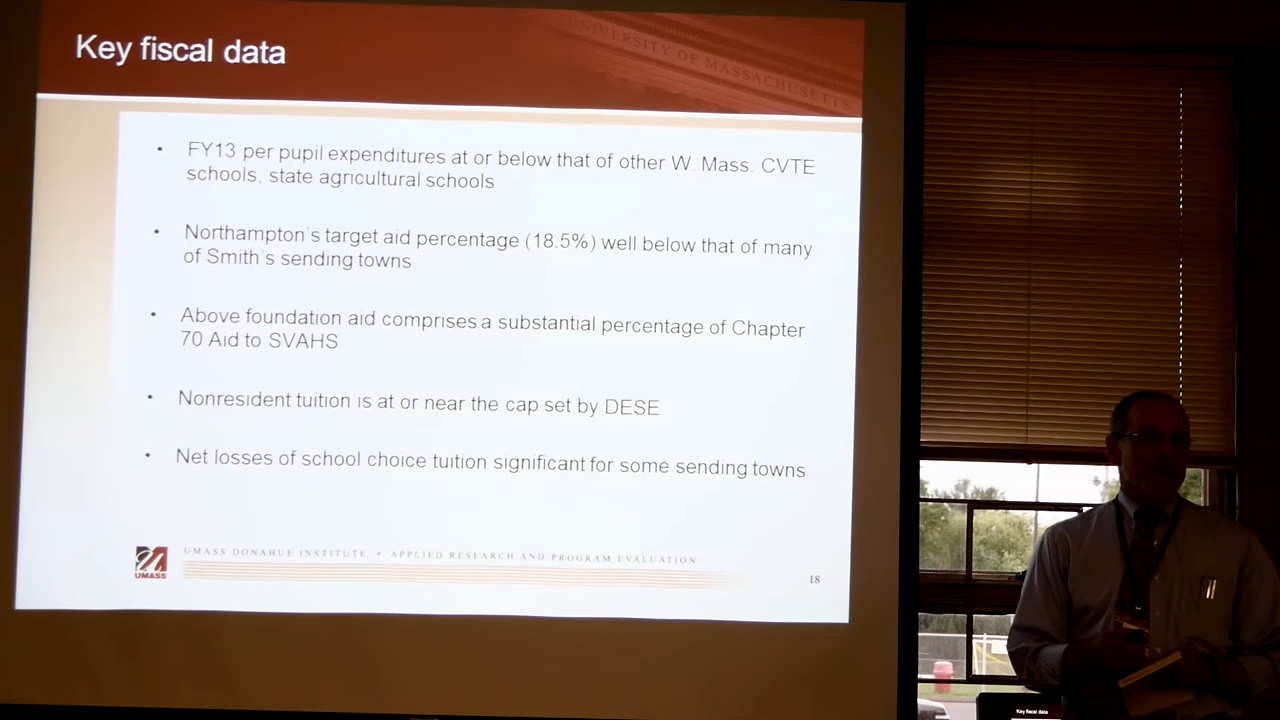 UNIVERSITY OF MASSACHUSETTS
Key fiscal data
• FY13 per pupil expenditures at or below that of other W. Mass. CVTE
schools, state agricultural schools
• Northampton's target aid percentage (18.5%) well below that of many
of Smith's sending towns
• Above foundation aid comprises a substantial percentage of Chapter
70 Aid to SVAHS
• Nonresident tuition is at or near the cap set by DESE
• Net losses of school choice tuition significant for some sending towns
UMASS
UMASS DONAHUE INSTITUTE • APPLIED RESEARCH AND PROGRAM EVALUATION
18
Key fiscal data